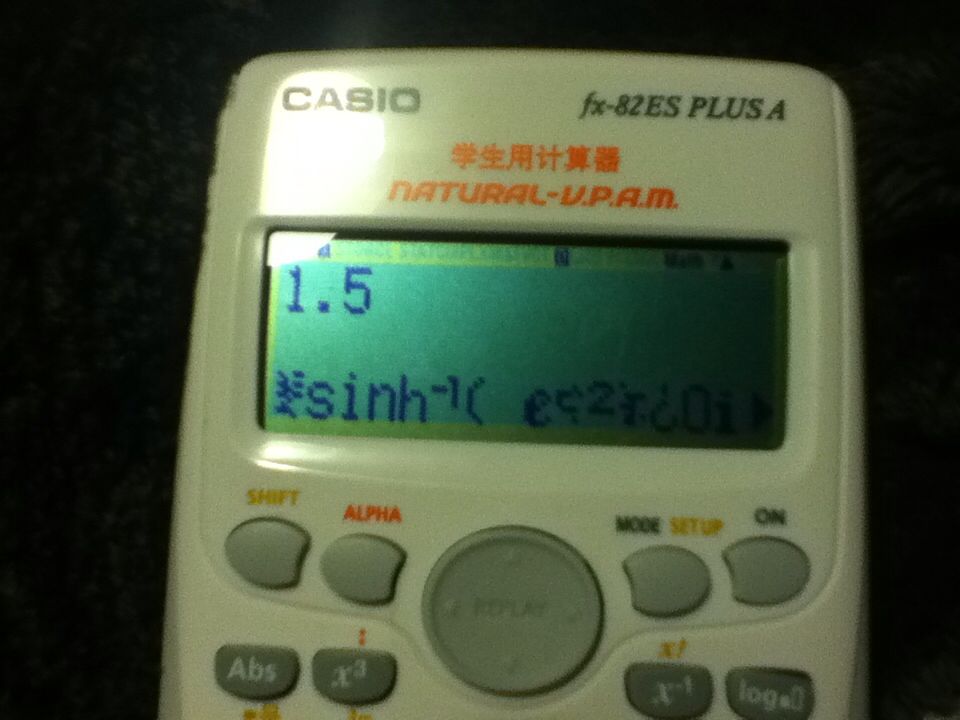 CASIO fx-82ES PLUS A
学生用计算器
NATURAL-V.P.A.M.
Math ▲
1.5
sinh⁻¹(
SHIFT ALPHA MODE SETUP ON
REPLAY
x!
Abs x³ x⁻¹ log